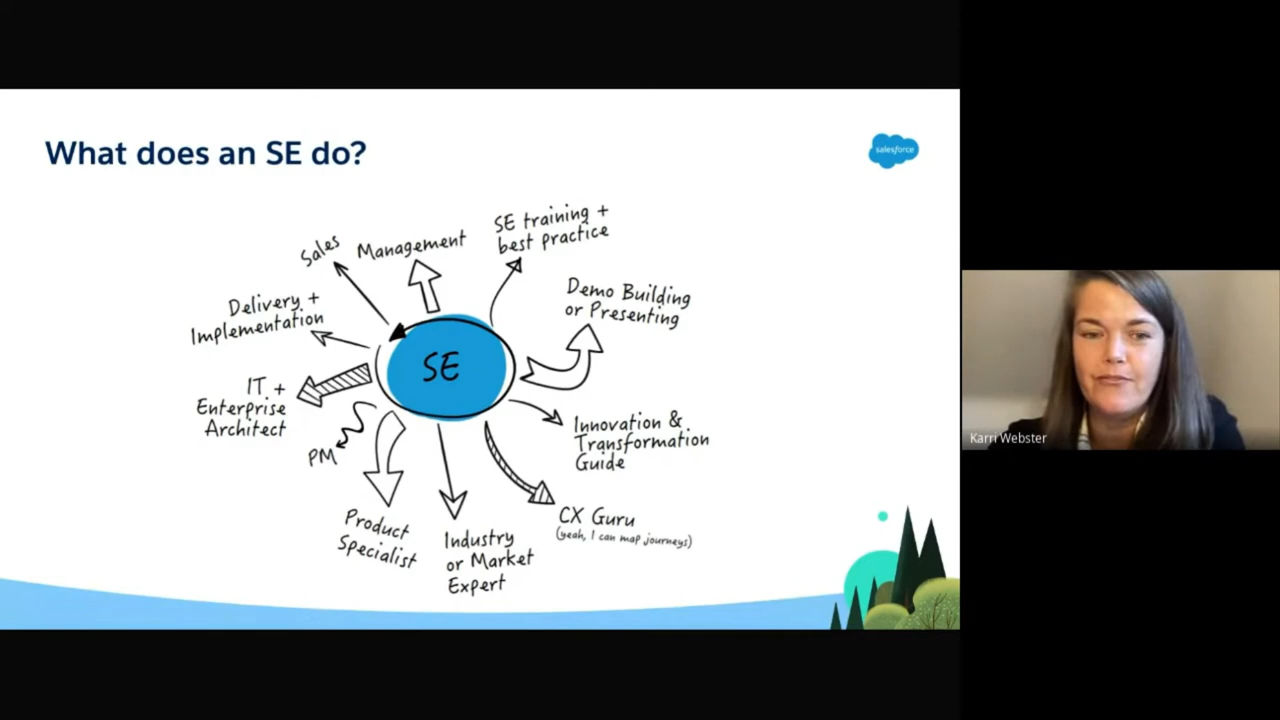 What does an SE do?
salesforce
Sales
Management
SE training +
best practice
Delivery +
Implementation
Demo Building
or Presenting
SE
IT +
Enterprise
Architect
PM
Innovation &
Transformation
Guide
Product
Specialist
Industry
or Market
Expert
CX Guru
(yeah, I can map journeys)
Karri Webster